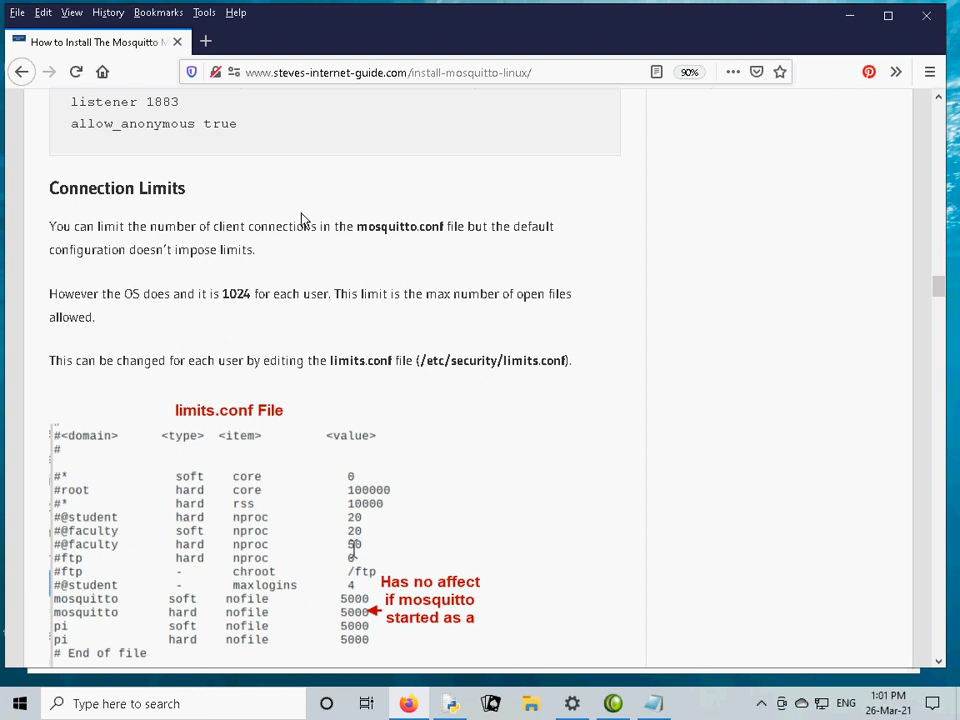 File Edit View History Bookmarks Tools Help
How to Install The Mosquitto M
www.steves-internet-guide.com/install-mosquitto-linux/
90%
listener 1883
allow_anonymous true
Connection Limits
You can limit the number of client connections in the mosquitto.conf file but the default
configuration doesn't impose limits.
However the OS does and it is 1024 for each user. This limit is the max number of open files
allowed.
This can be changed for each user by editing the limits.conf file (/etc/security/limits.conf).
limits.conf File
#<domain> <type> <item> <value>
#
#* soft core 0
#root hard core 100000
#* hard rss 10000
#@student hard nproc 20
#@faculty soft nproc 20
#@faculty hard nproc 50
#ftp hard nproc 0
#ftp - chroot /ftp
#@student - maxlogins 4
mosquitto soft nofile 5000
mosquitto hard nofile 5000
pi soft nofile 5000
pi hard nofile 5000
# End of file
Has no affect
if mosquitto
started as a
Type here to search
ENG
1:01 PM
26-Mar-21